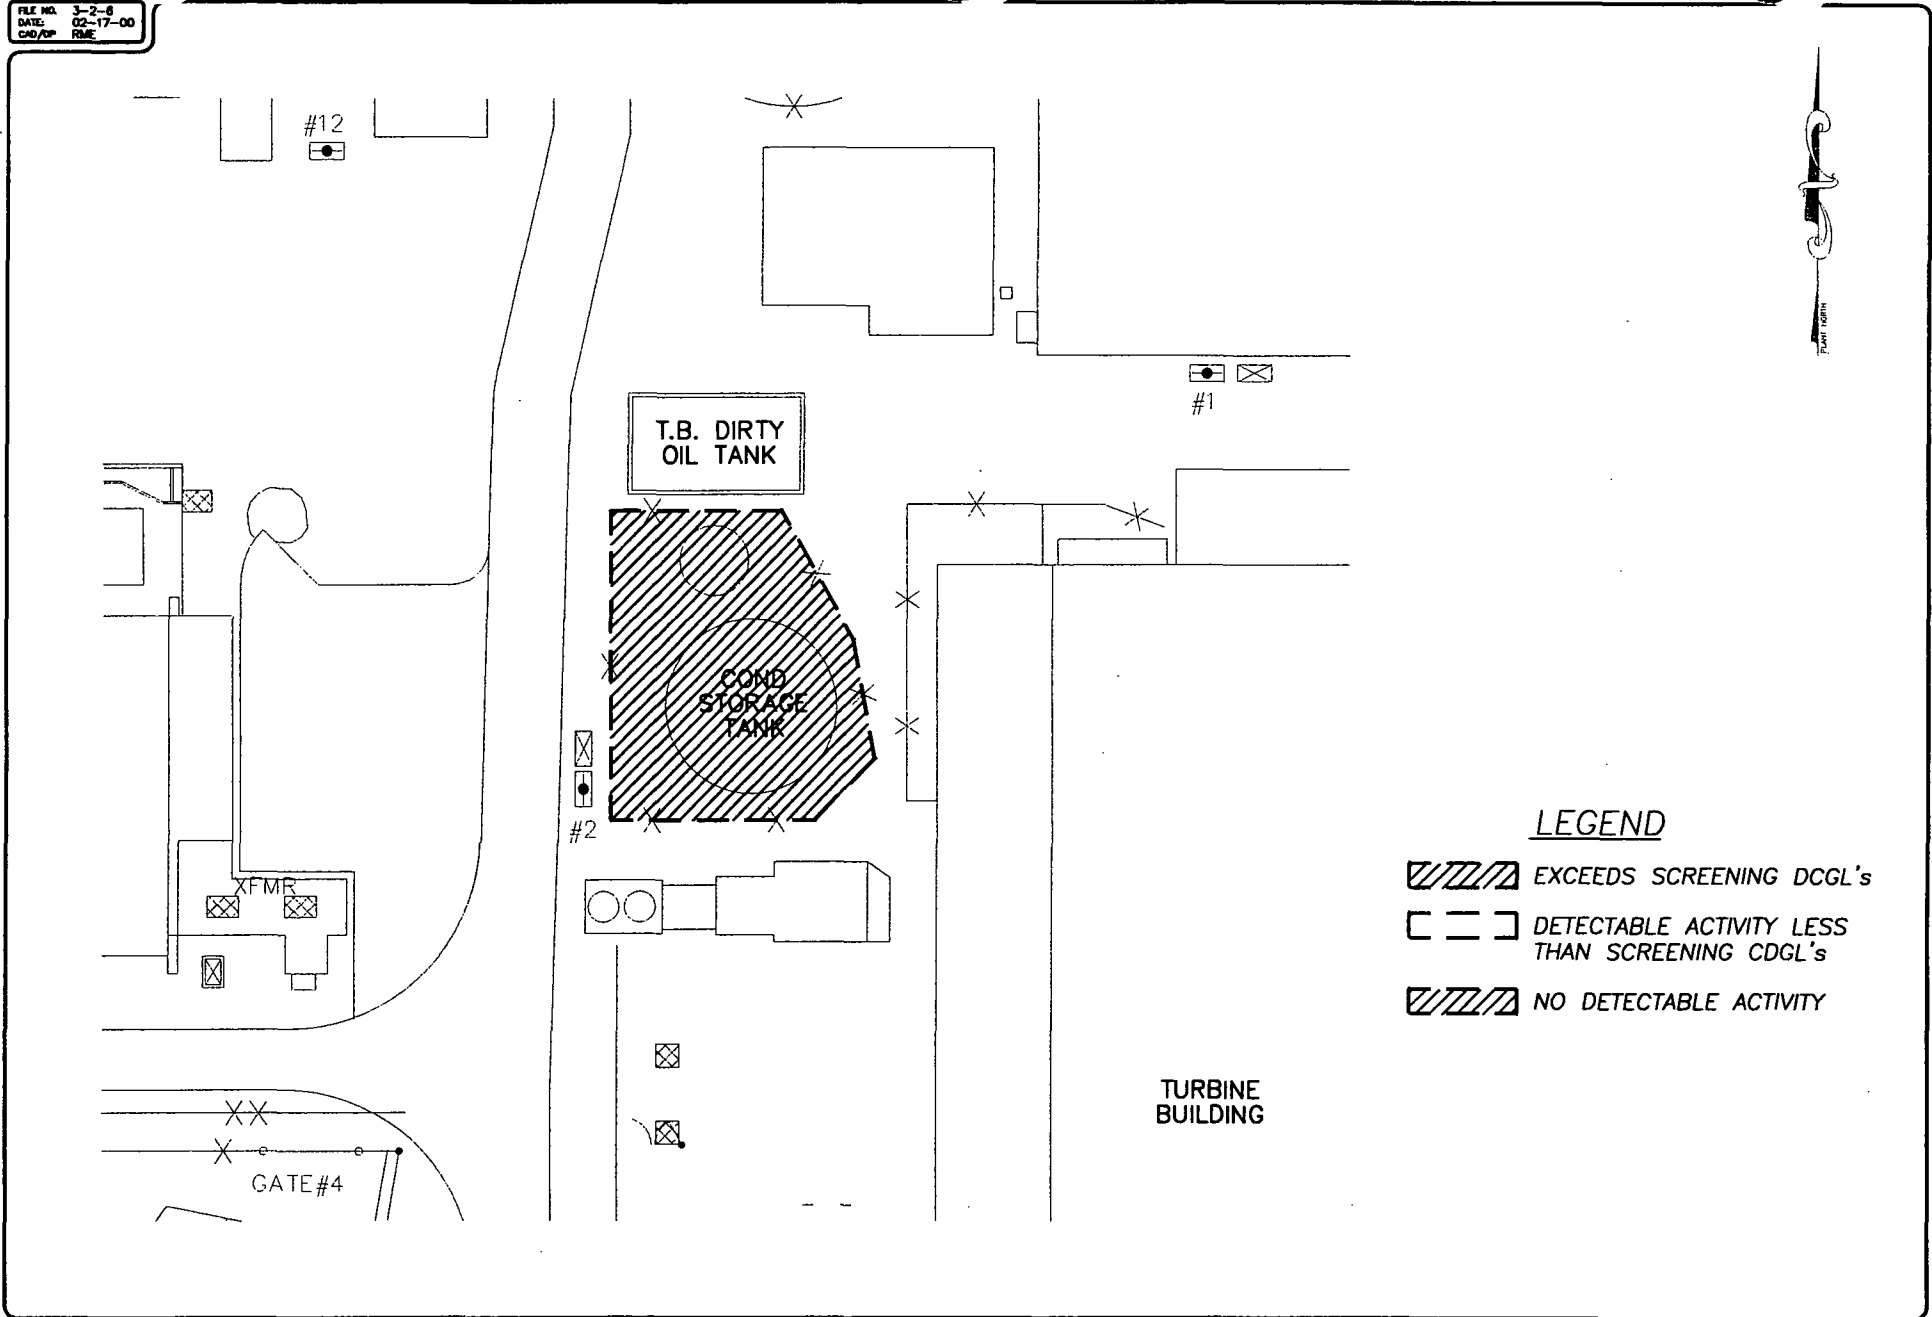 FILE NO. 3-2-6
DATE: 02-17-00
CAD/DP RME
#12
PLANT NORTH
#1
T.B. DIRTY
OIL TANK
COND
STORAGE
TANK
#2
XFMR
LEGEND
EXCEEDS SCREENING DCGL's
DETECTABLE ACTIVITY LESS
THAN SCREENING CDGL's
NO DETECTABLE ACTIVITY
TURBINE
BUILDING
GATE#4